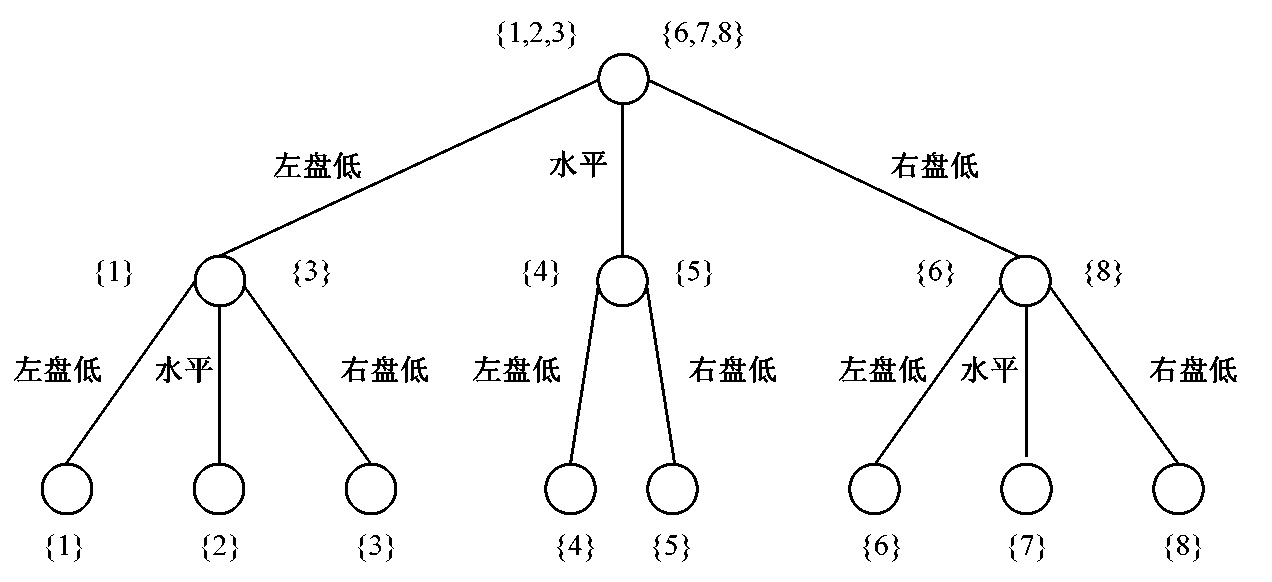 {1,2,3} {6,7,8}
左盘低 水平 右盘低
{1} {3} {4} {5} {6} {8}
左盘低 水平 右盘低 左盘低 右盘低 左盘低 水平 右盘低
{1} {2} {3} {4} {5} {6} {7} {8}